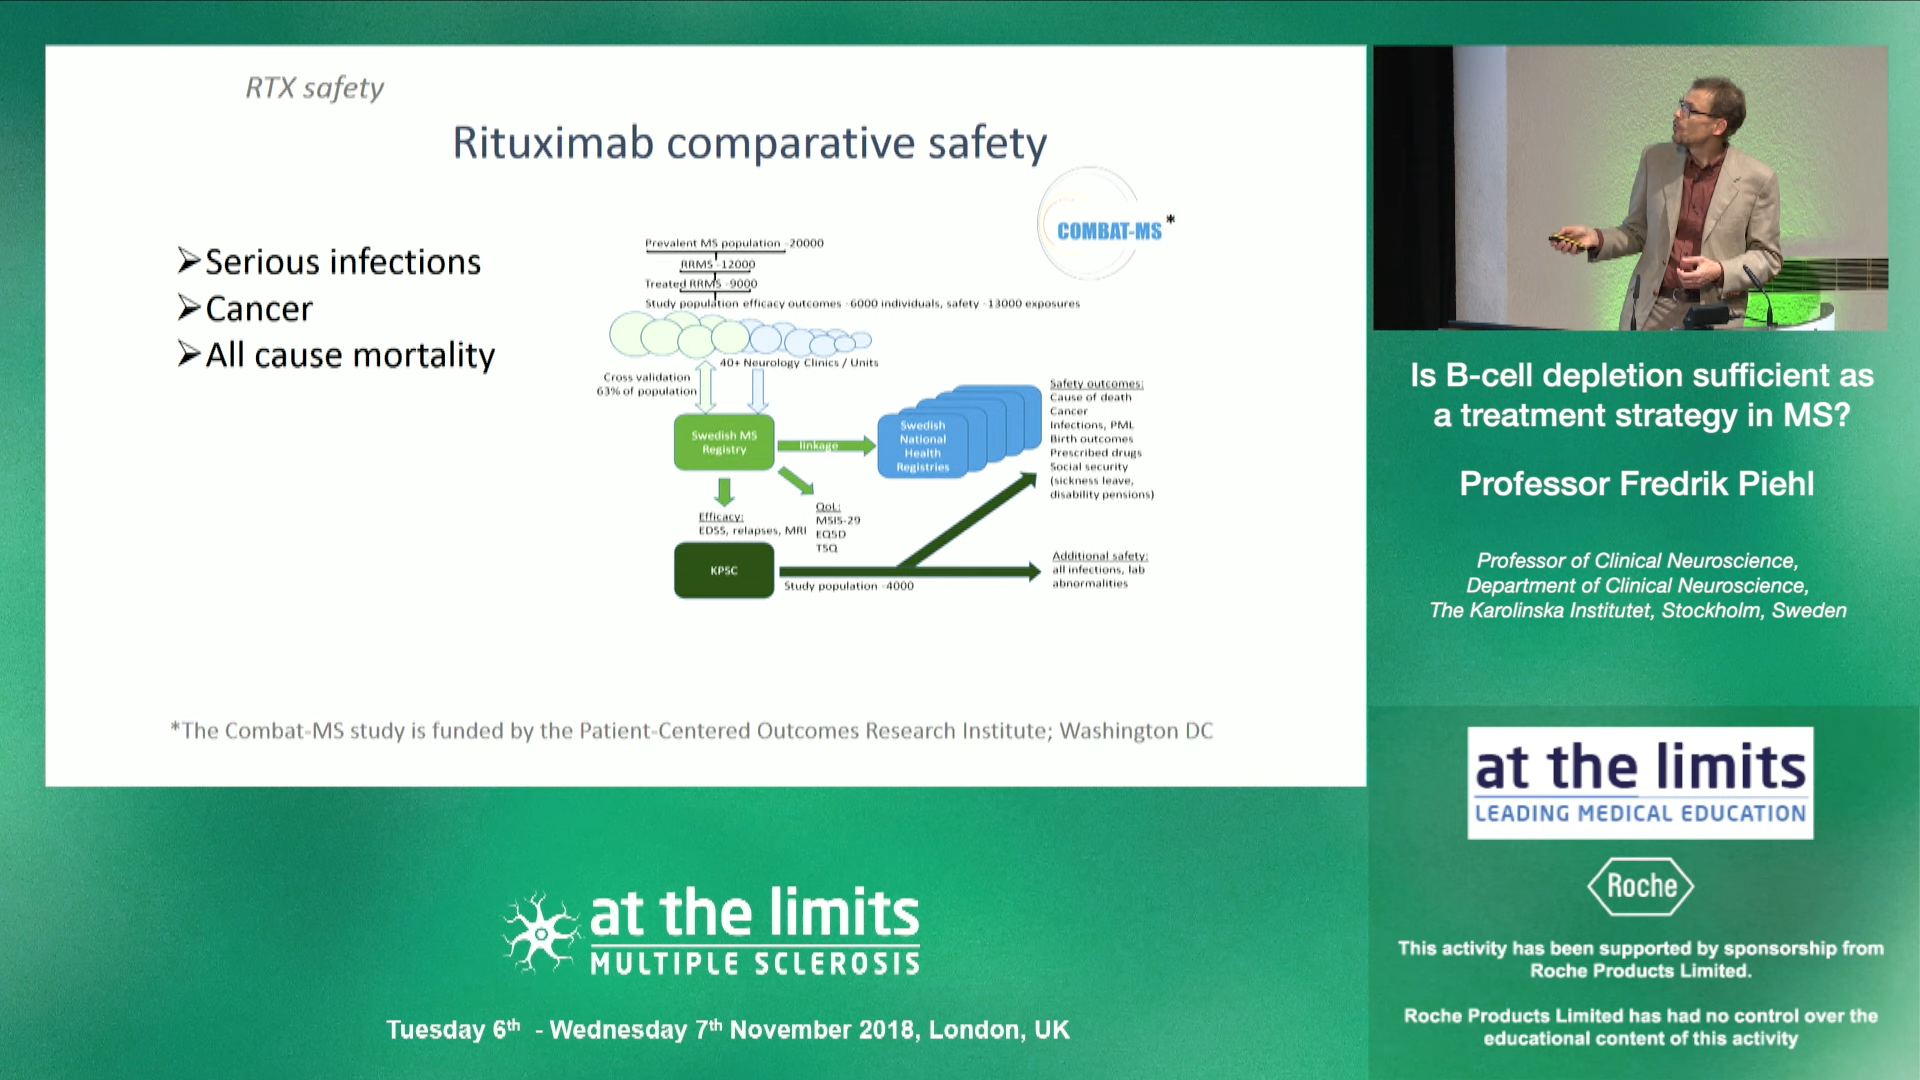 RTX safety
Rituximab comparative safety
COMBAT-MS *
➢Serious infections
➢Cancer
➢All cause mortality
Prevalent MS population ~20000
RRMS ~12000
Treated RRMS ~9000
Study population efficacy outcomes ~6000 individuals, safety ~13000 exposures
40+ Neurology Clinics / Units
Cross validation
63% of population
Swedish MS
Registry
linkage
Swedish
National
Health
Registries
Safety outcomes:
Cause of death
Cancer
Infections, PML
Birth outcomes
Prescribed drugs
Social security
(sickness leave,
disability pensions)
Efficacy:
EDSS, relapses, MRI
QoL:
MSIS-29
EQ5D
TSQ
KPSC
Study population ~4000
Additional safety:
all infections, lab
abnormalities
*The Combat-MS study is funded by the Patient-Centered Outcomes Research Institute; Washington DC
at the limits
MULTIPLE SCLEROSIS
Tuesday 6th - Wednesday 7th November 2018, London, UK
Is B-cell depletion sufficient as
a treatment strategy in MS?
Professor Fredrik Piehl
Professor of Clinical Neuroscience,
Department of Clinical Neuroscience,
The Karolinska Institutet, Stockholm, Sweden
at the limits
LEADING MEDICAL EDUCATION
Roche
This activity has been supported by sponsorship from
Roche Products Limited.
Roche Products Limited has had no control over the
educational content of this activity